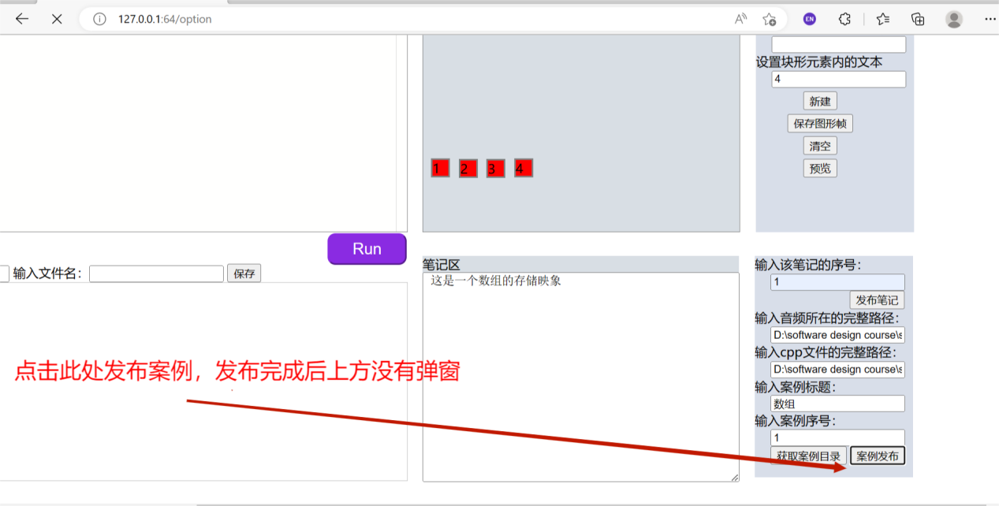 127.0.0.1:64/option
A
EN
设置块形元素内的文本
4
新建
保存图形帧
清空
预览
1 2 3 4
Run
输入文件名：
保存
笔记区
这是一个数组的存储映象
输入该笔记的序号：
1
发布笔记
输入音频所在的完整路径：
D:\software design course\s
输入cpp文件的完整路径：
D:\software design course\s
输入案例标题：
数组
输入案例序号：
1
获取案例目录 案例发布
点击此处发布案例，发布完成后上方没有弹窗